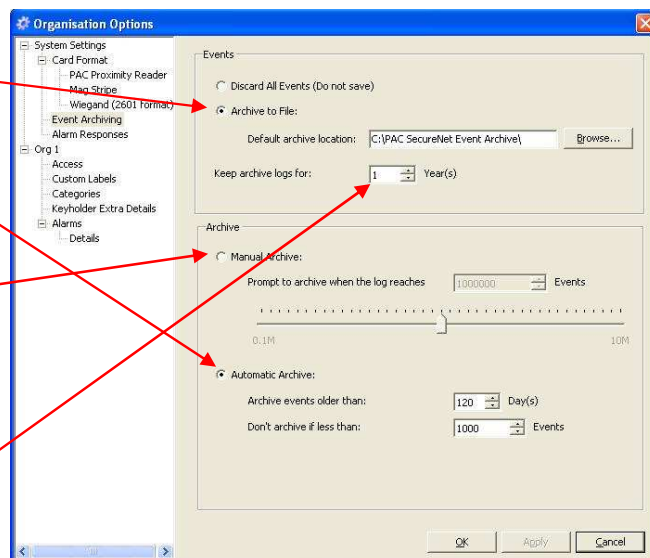 Organisation Options
System Settings
Card Format
PAC Proximity Reader
Mag Stripe
Wiegand (2601 format)
Event Archiving
Alarm Responses
Org 1
Access
Custom Labels
Categories
Keyholder Extra Details
Alarms
Details
Events
Discard All Events (Do not save)
Archive to File:
Default archive location: C:\PAC SecureNet Event Archive\ Browse...
Keep archive logs for: 1 Year(s)
Archive
Manual Archive:
Prompt to archive when the log reaches 1000000 Events
0.1M 10M
Automatic Archive:
Archive events older than: 120 Day(s)
Don't archive if less than: 1000 Events
OK Apply Cancel